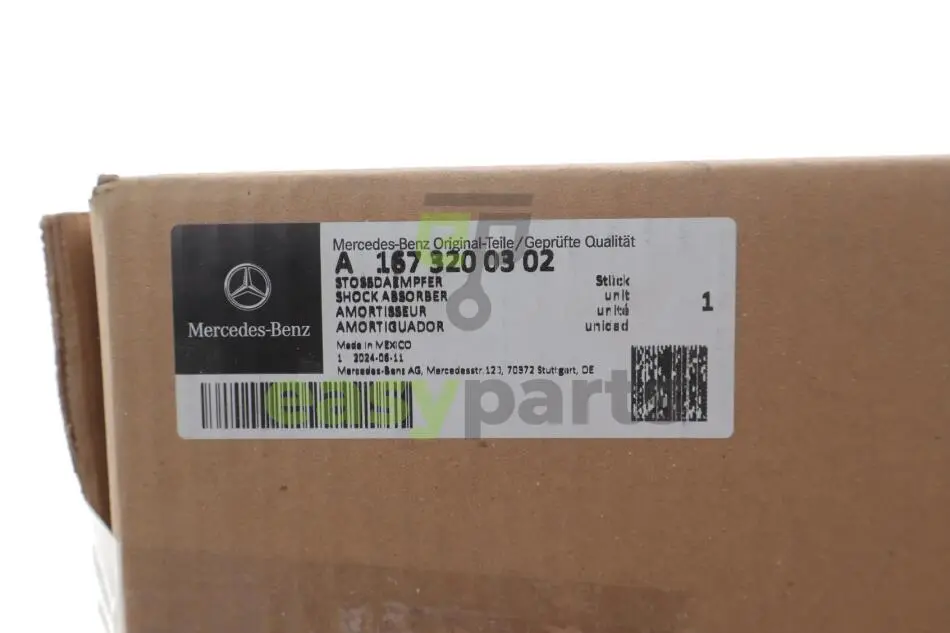 Mercedes-Benz Original-Teile/Geprüfte Qualität
A 167 320 03 02
STOSSDAEMPFER Stück
SHOCK ABSORBER unit
AMORTISSEUR unité
AMORTIGUADOR unidad
1
Mercedes-Benz
Made in MEXICO
1 2024-06-11
Mercedes-Benz AG, Mercedesstr.120, 70372 Stuttgart, DE
easyparts